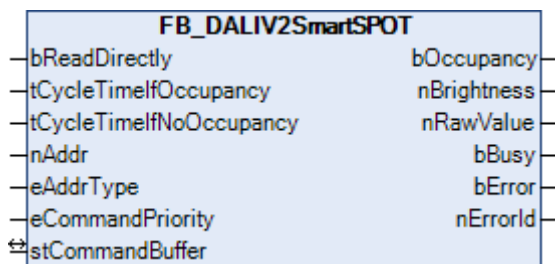 FB_DALIV2SmartSPOT
bReadDirectly bOccupancy
tCycleTimeIfOccupancy nBrightness
tCycleTimeIfNoOccupancy nRawValue
nAddr bBusy
eAddrType bError
eCommandPriority nErrorId
stCommandBuffer